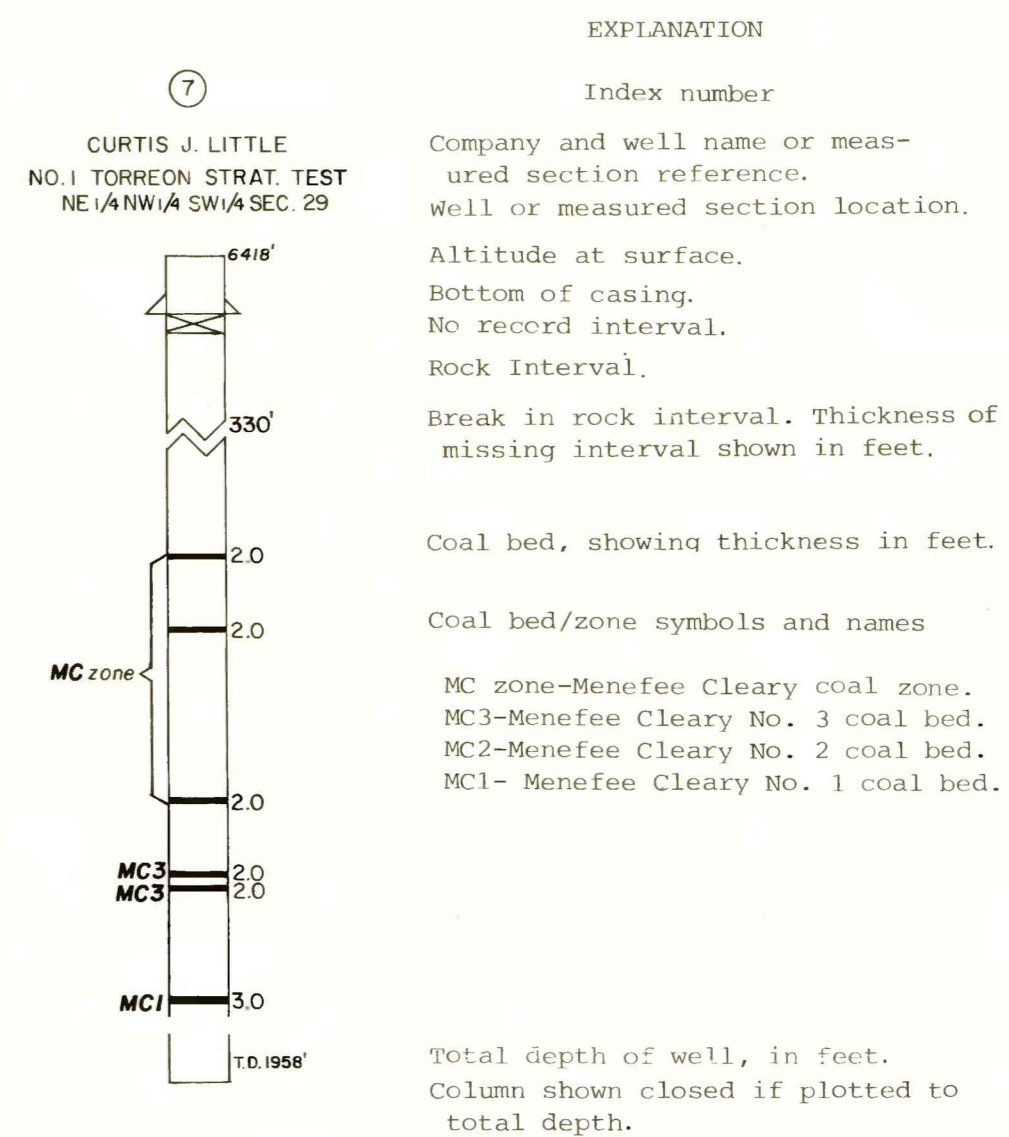 EXPLANATION
7
Index number
CURTIS J. LITTLE
NO. 1 TORREON STRAT. TEST
NE 1/4 NW 1/4 SW 1/4 SEC. 29
Company and well name or meas-
ured section reference.
Well or measured section location.
6418'
Altitude at surface.
Bottom of casing.
No record interval.
Rock Interval.
330'
Break in rock interval. Thickness of
missing interval shown in feet.
2.0
Coal bed, showing thickness in feet.
2.0
Coal bed/zone symbols and names
MC zone
MC zone-Menefee Cleary coal zone.
MC3-Menefee Cleary No. 3 coal bed.
MC2-Menefee Cleary No. 2 coal bed.
MC1- Menefee Cleary No. 1 coal bed.
2.0
MC3 2.0
MC3 2.0
MC1 3.0
T.D. 1958'
Total depth of well, in feet.
Column shown closed if plotted to
total depth.